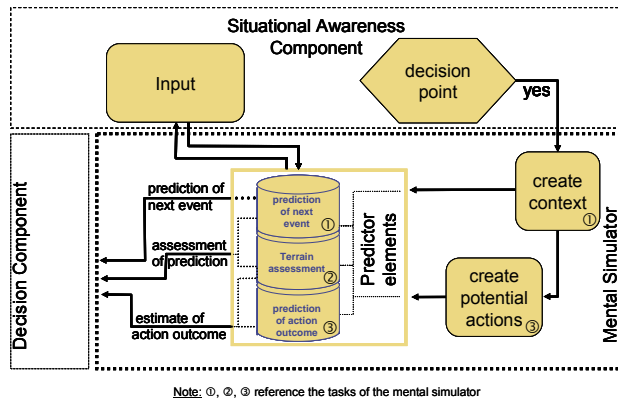 Situational Awareness
Component
Input
decision
point
yes
Decision Component
prediction of
next event
assessment
of prediction
estimate of
action outcome
prediction
of next
event ①
Terrain
assessment
②
prediction
of action
outcome ③
Predictor
elements
create
context
①
create
potential
actions ③
Mental Simulator
Note: ①, ②, ③ reference the tasks of the mental simulator